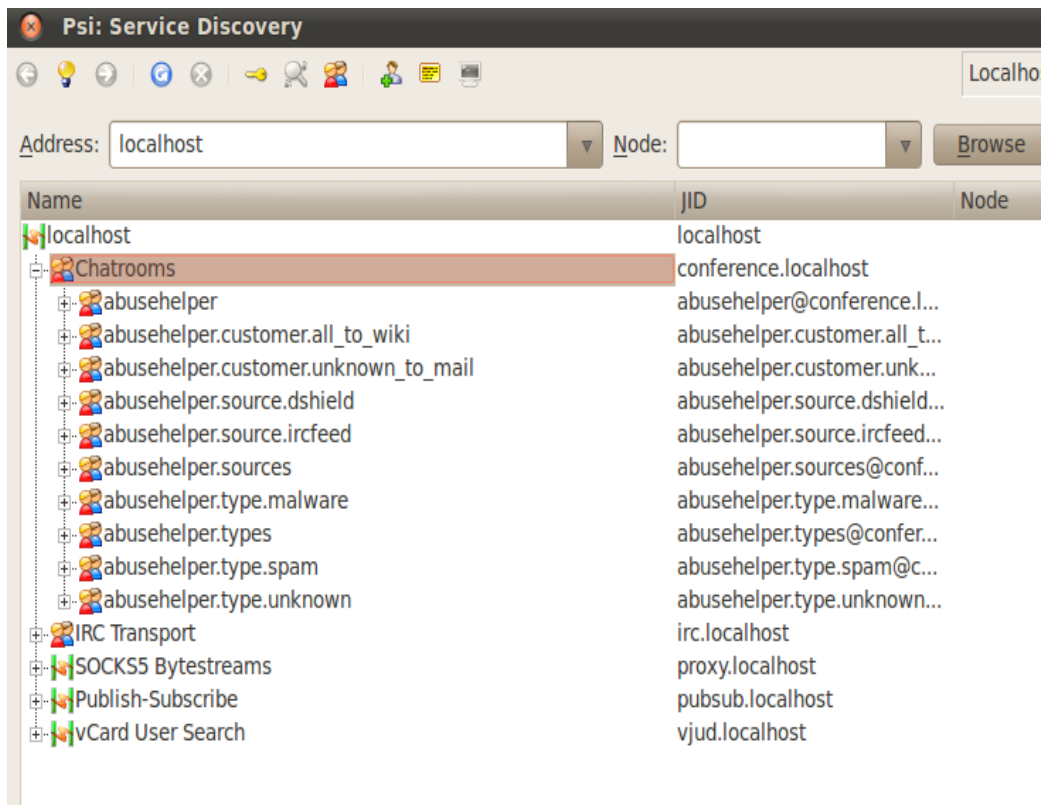 Psi: Service Discovery
Localho
Address: localhost Node: Browse
Name JID Node
localhost localhost
Chatrooms conference.localhost
abusehelper abusehelper@conference.l...
abusehelper.customer.all_to_wiki abusehelper.customer.all_t...
abusehelper.customer.unknown_to_mail abusehelper.customer.unk...
abusehelper.source.dshield abusehelper.source.dshield...
abusehelper.source.ircfeed abusehelper.source.ircfeed...
abusehelper.sources abusehelper.sources@conf...
abusehelper.type.malware abusehelper.type.malware...
abusehelper.types abusehelper.types@confer...
abusehelper.type.spam abusehelper.type.spam@c...
abusehelper.type.unknown abusehelper.type.unknown...
IRC Transport irc.localhost
SOCKS5 Bytestreams proxy.localhost
Publish-Subscribe pubsub.localhost
vCard User Search vjud.localhost